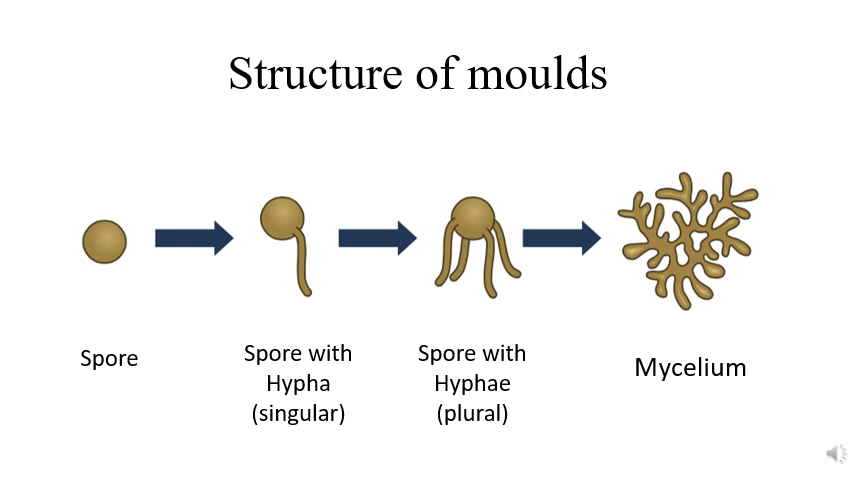 Structure of moulds
Spore
Spore with
Hypha
(singular)
Spore with
Hyphae
(plural)
Mycelium